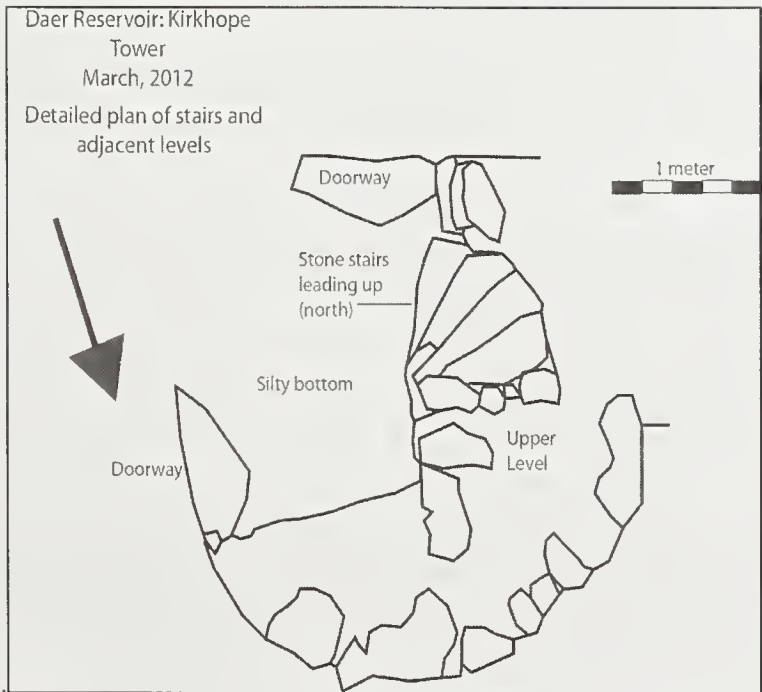 Daer Reservoir: Kirkhope
Tower
March, 2012
Detailed plan of stairs and
adjacent levels
Doorway
1 meter
Stone stairs
leading up
(north)
Silty bottom
Doorway
Upper
Level